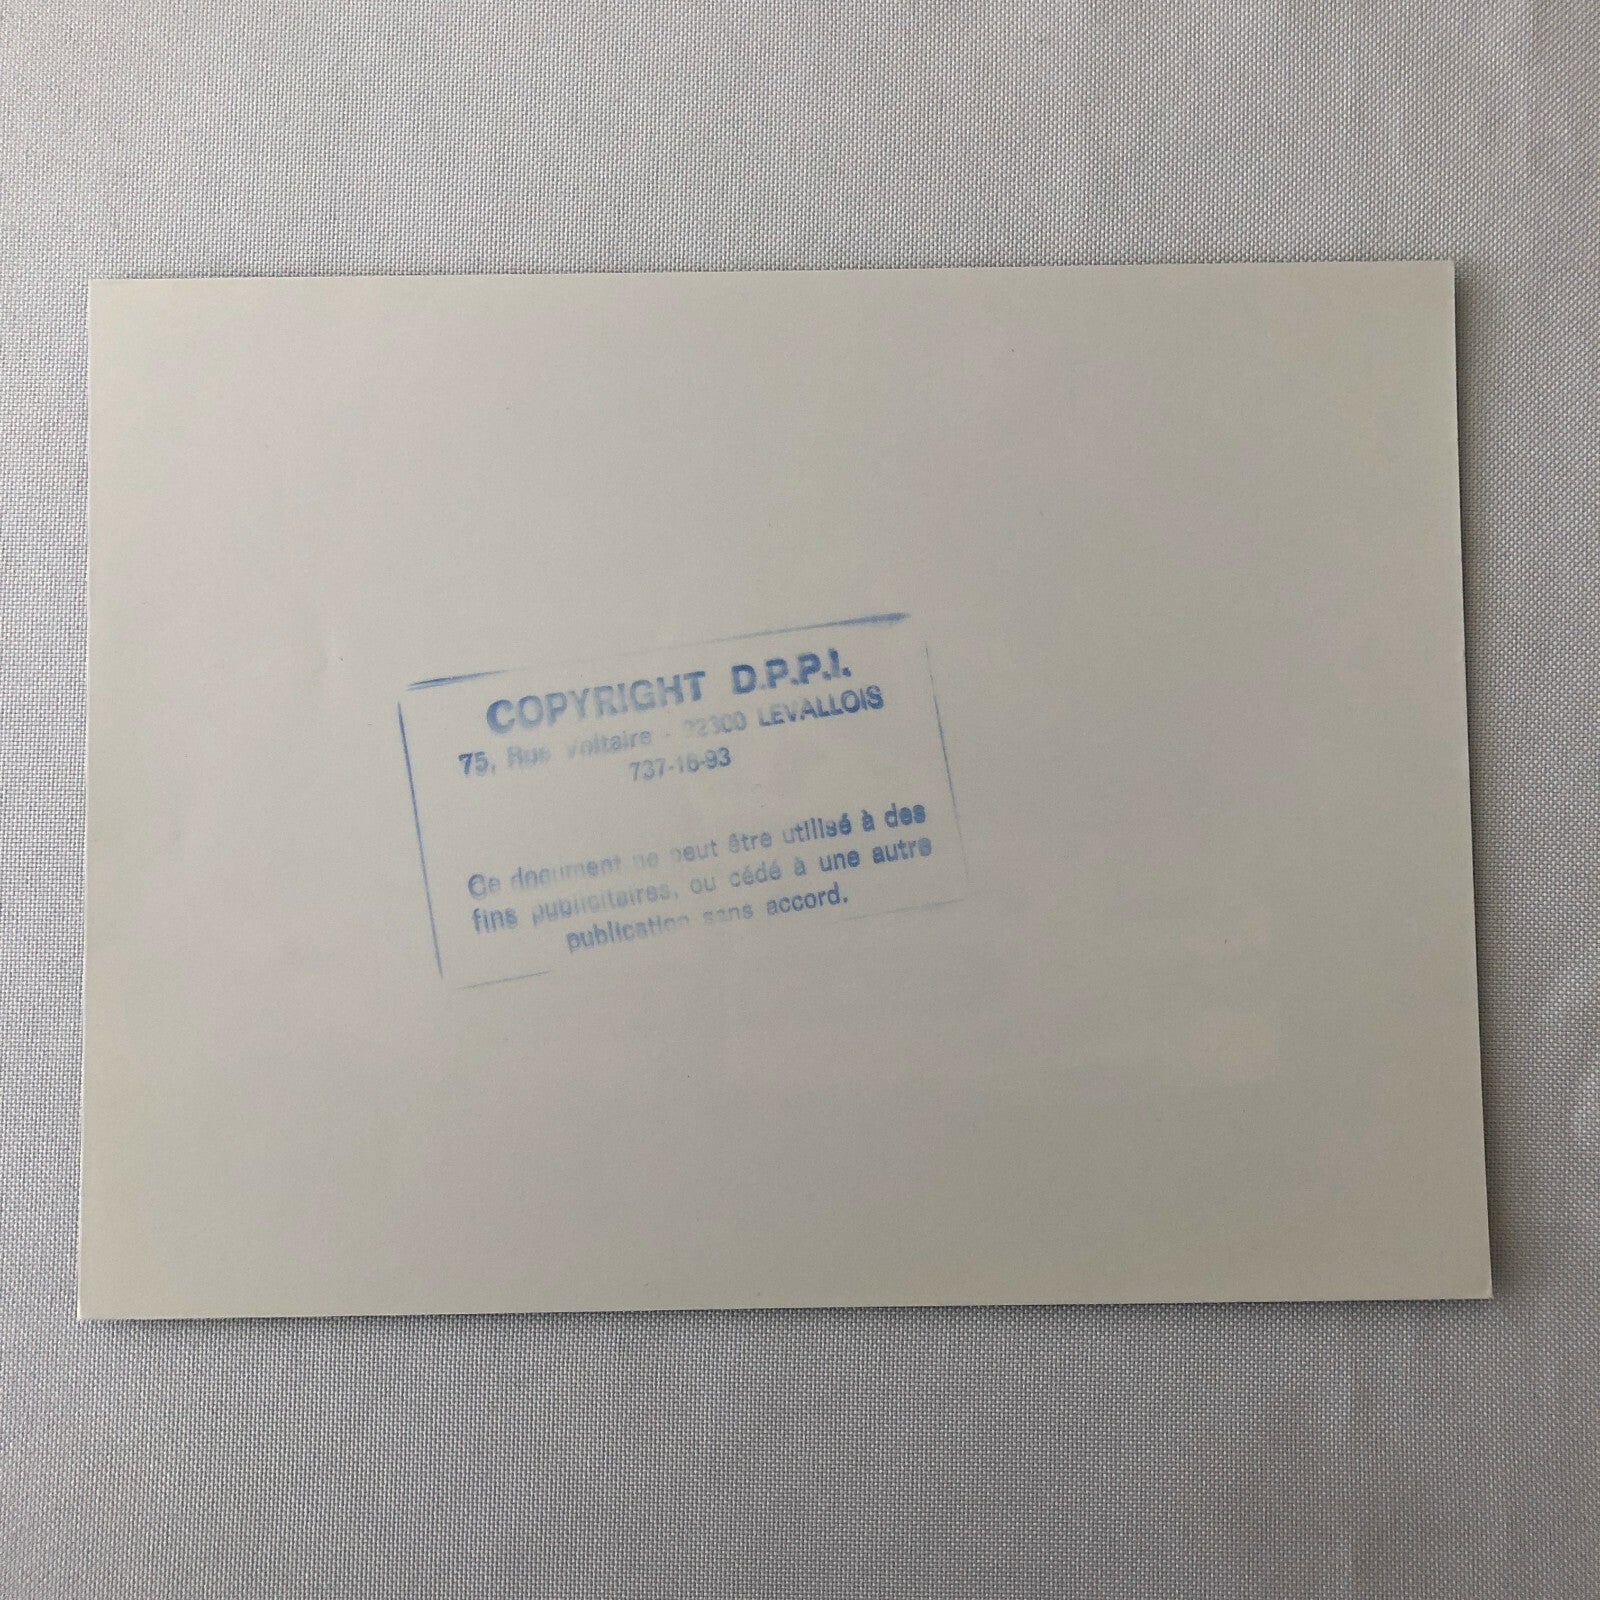 COPYRIGHT D.P.P.I.
75, Rue Voltaire - 92300 LEVALLOIS
737-16-93
Ce document ne peut être utilisé à des
fins publicitaires, ou cédé à une autre
publication sans accord.